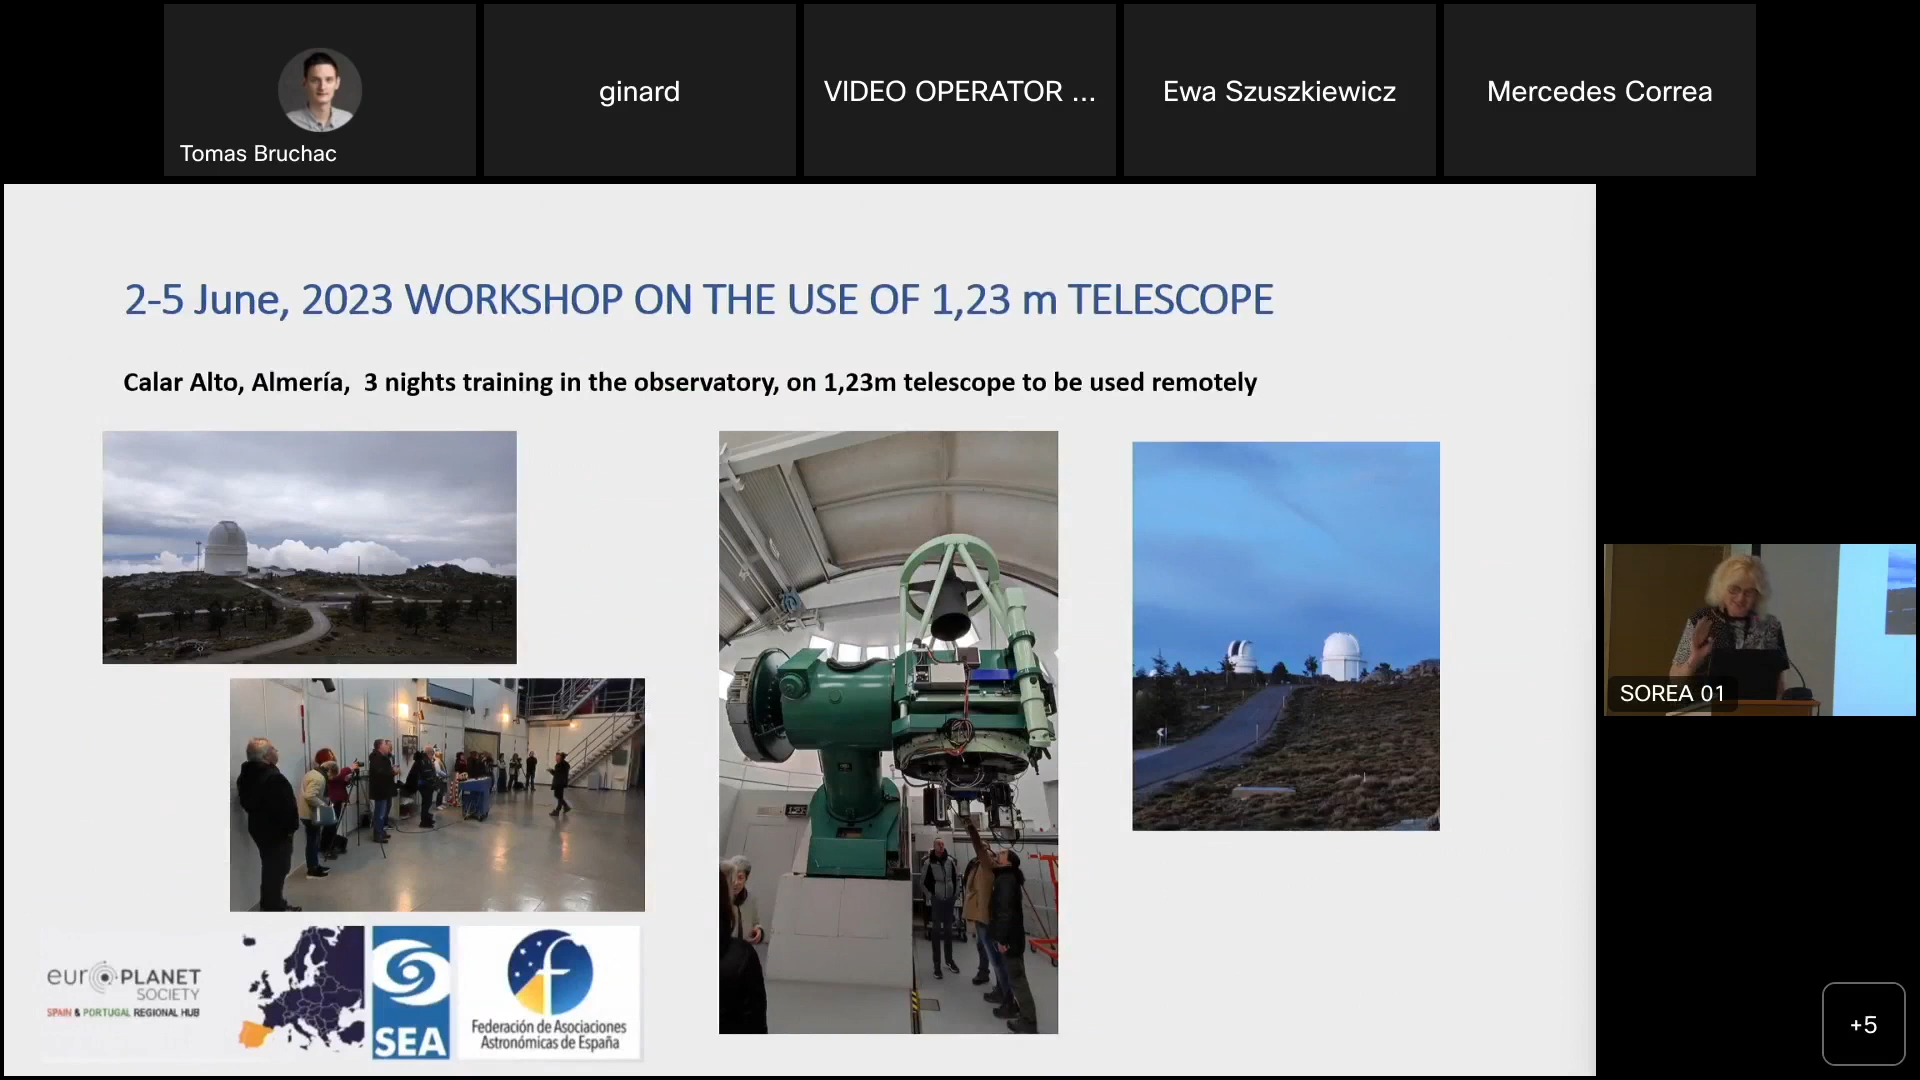 Tomas Bruchac
ginard
VIDEO OPERATOR ...
Ewa Szuszkiewicz
Mercedes Correa
2-5 June, 2023 WORKSHOP ON THE USE OF 1,23 m TELESCOPE
Calar Alto, Almería, 3 nights training in the observatory, on 1,23m telescope to be used remotely
SOREA 01
euroPLANET
SOCIETY
SPAIN & PORTUGAL REGIONAL HUB
SEA
f
Federación de Asociaciones
Astronómicas de España
+5